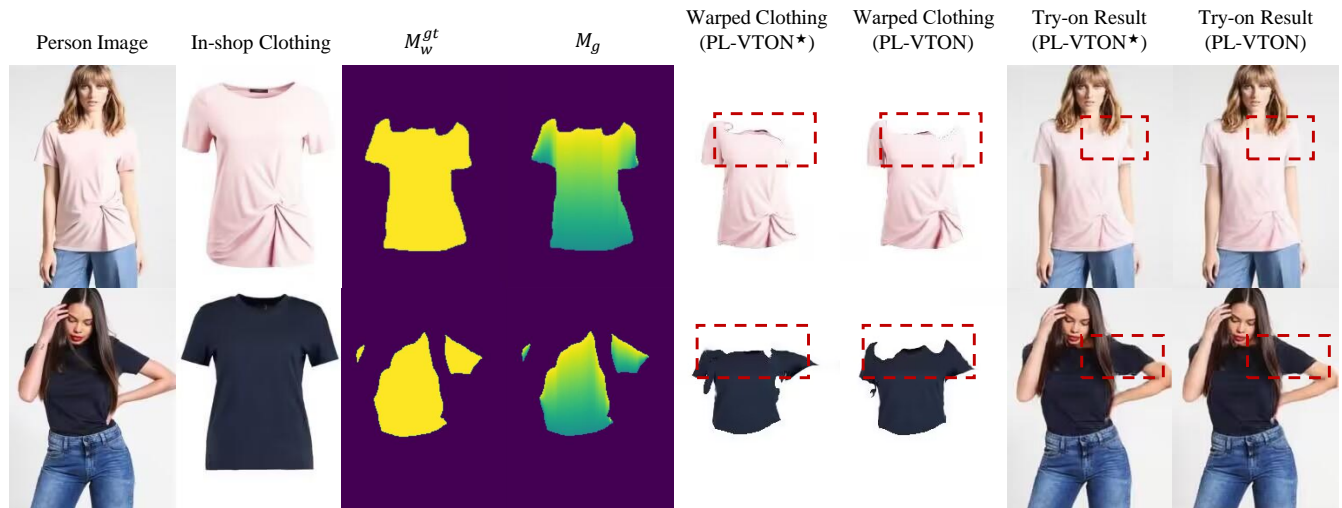 Person Image
In-shop Clothing
$M_w^{gt}$
$M_g$
Warped Clothing
(PL-VTON★)
Warped Clothing
(PL-VTON)
Try-on Result
(PL-VTON★)
Try-on Result
(PL-VTON)